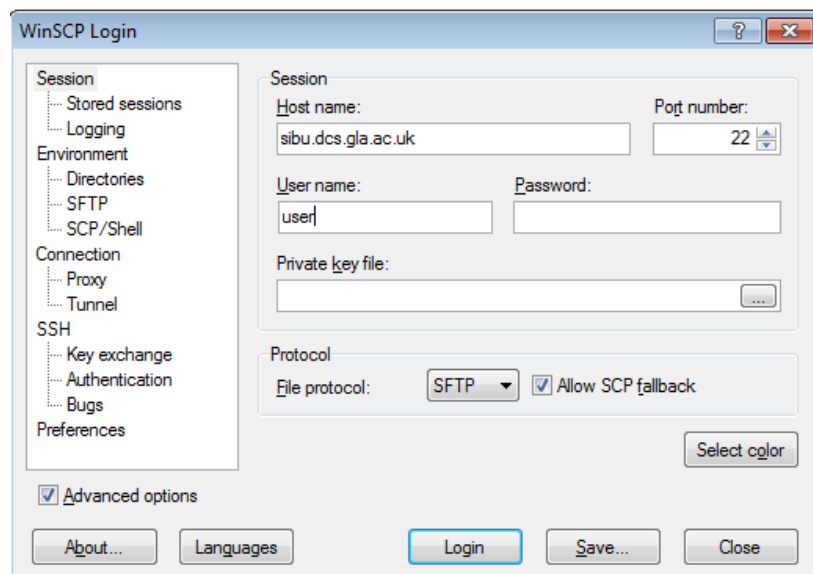 WinSCP Login
Session
Stored sessions
Logging
Environment
Directories
SFTP
SCP/Shell
Connection
Proxy
Tunnel
SSH
Key exchange
Authentication
Bugs
Preferences
Advanced options
Session
Host name: Port number:
sibu.dcs.gla.ac.uk 22
User name: Password:
user
Private key file:
...
Protocol
File protocol: SFTP Allow SCP fallback
Select color
About... Languages Login Save... Close